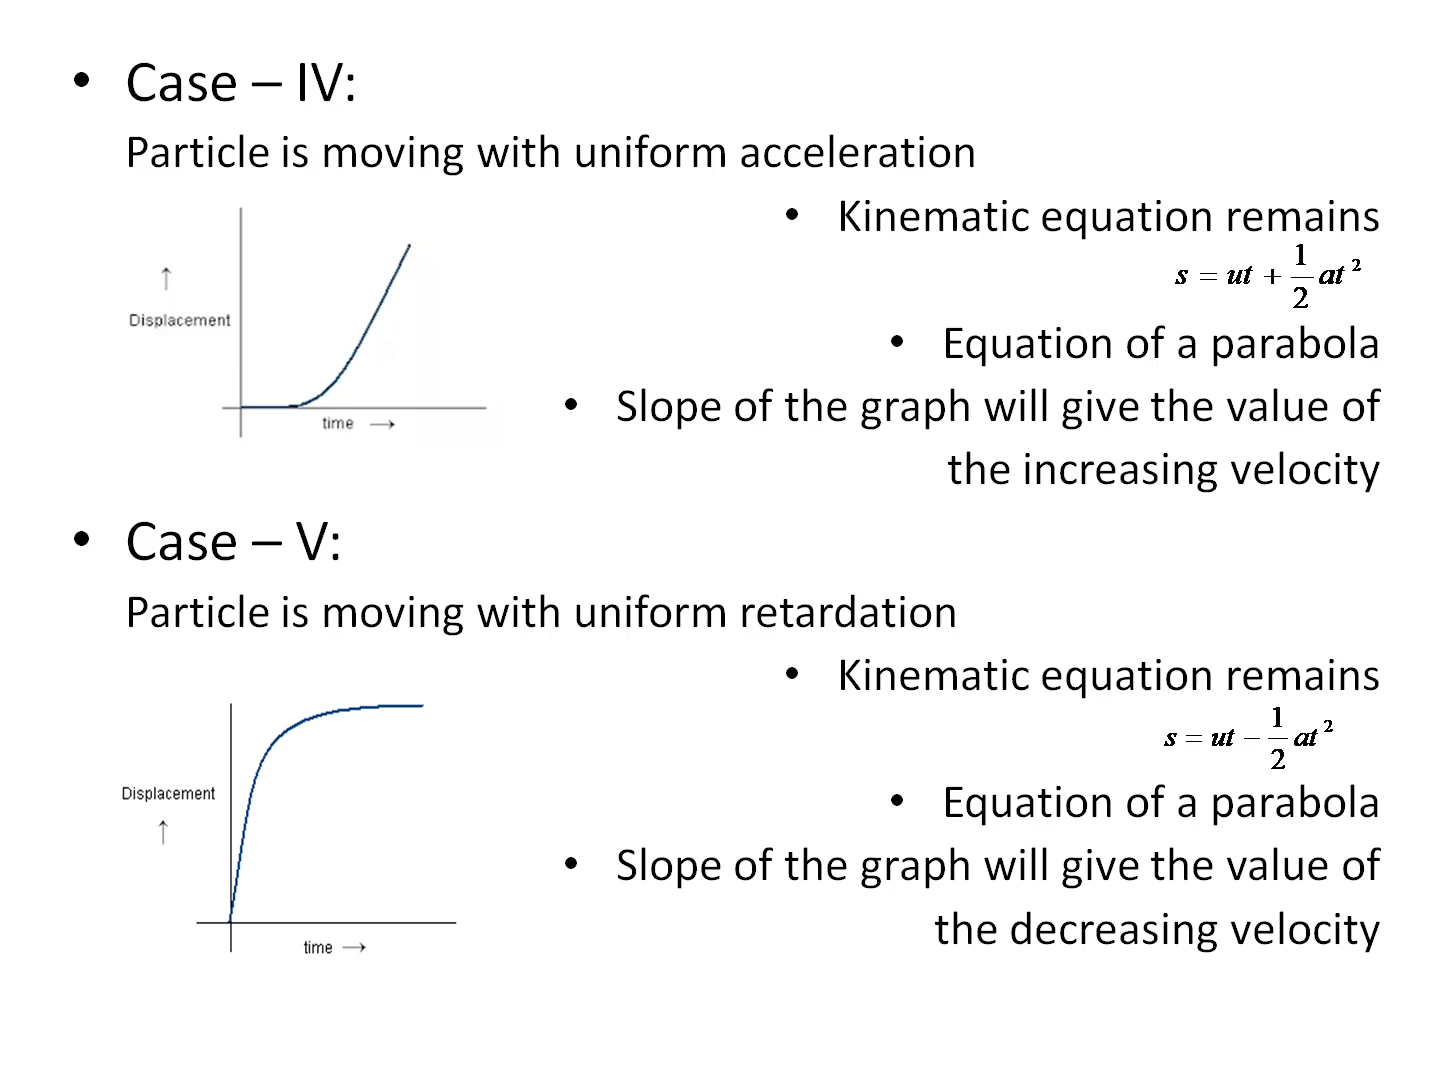 • Case – IV:
Particle is moving with uniform acceleration
• Kinematic equation remains
s = ut + 1/2 at²
↑
Displacement
time →
• Equation of a parabola
• Slope of the graph will give the value of
the increasing velocity
• Case – V:
Particle is moving with uniform retardation
• Kinematic equation remains
s = ut − 1/2 at²
Displacement
↑
time →
• Equation of a parabola
• Slope of the graph will give the value of
the decreasing velocity